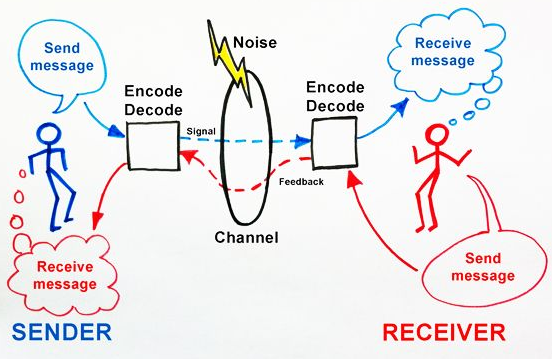 Send
message
Noise
Receive
message
Encode
Decode
Encode
Decode
Signal
Feedback
Channel
Receive
message
Send
message
SENDER
RECEIVER